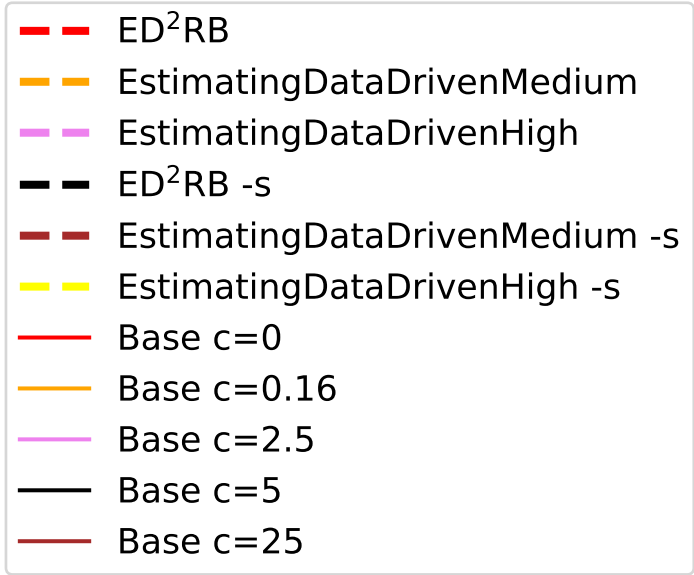 ED²RB
EstimatingDataDrivenMedium
EstimatingDataDrivenHigh
ED²RB -s
EstimatingDataDrivenMedium -s
EstimatingDataDrivenHigh -s
Base c=0
Base c=0.16
Base c=2.5
Base c=5
Base c=25